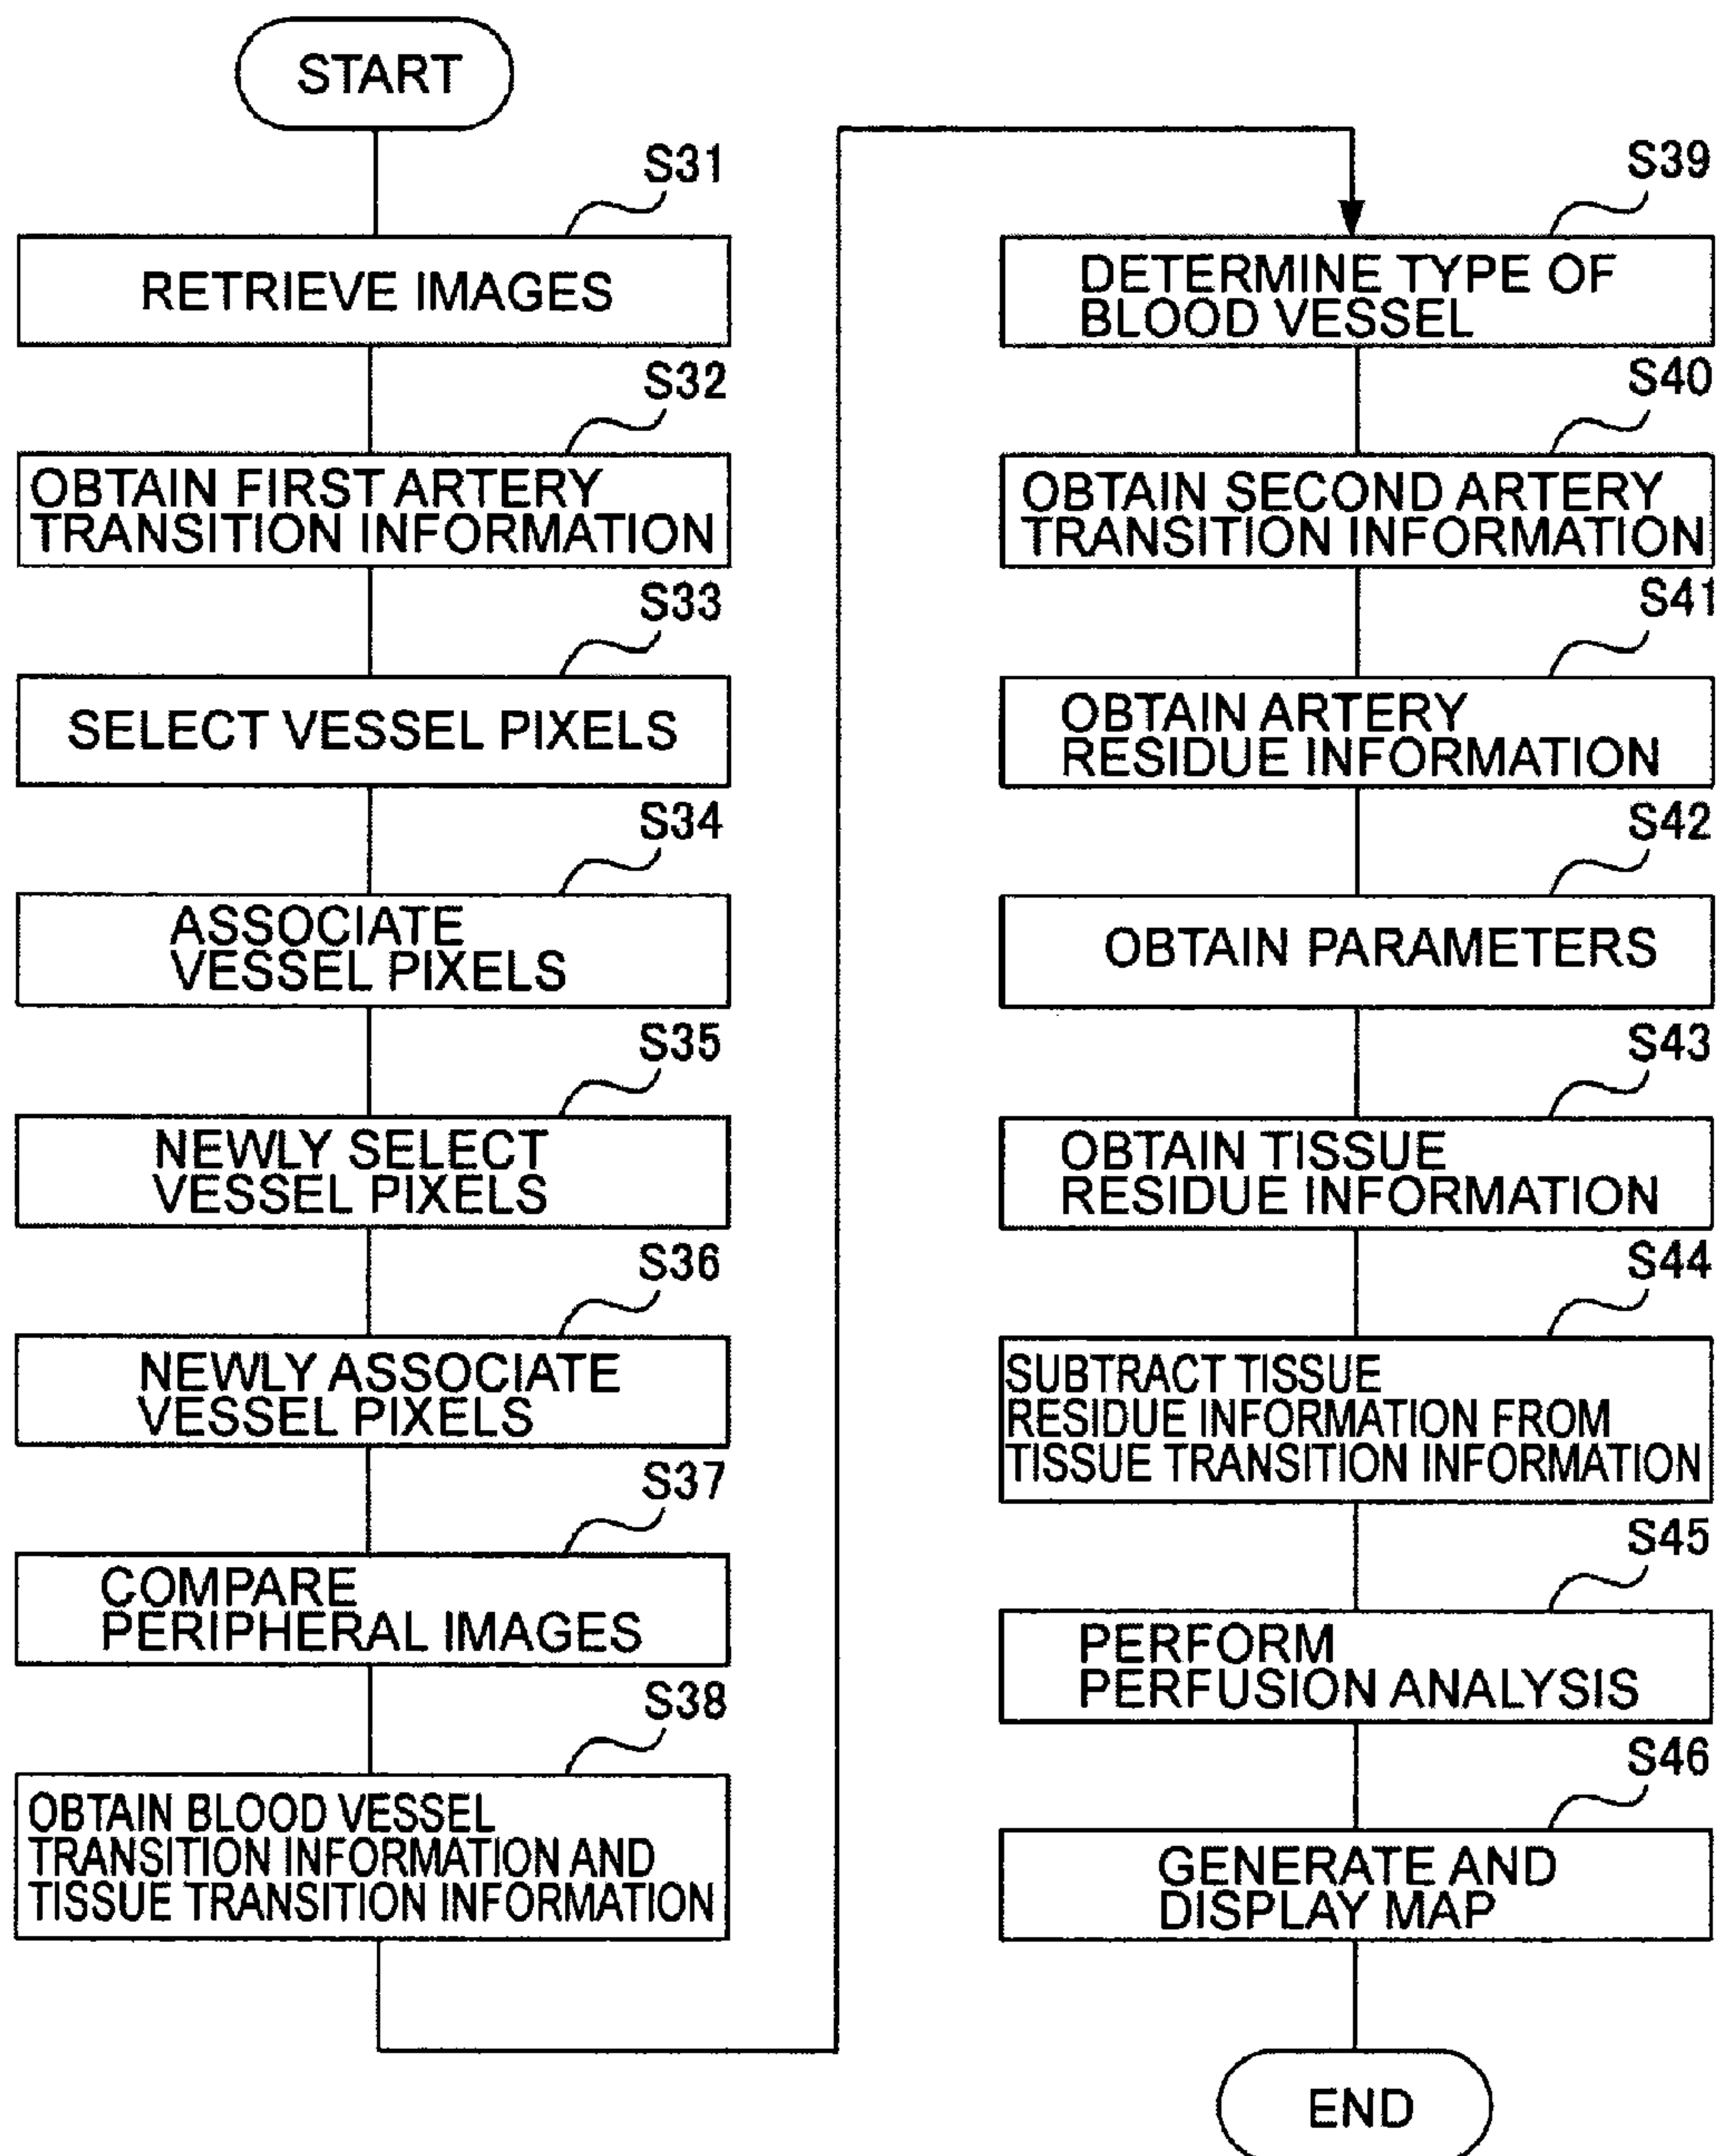 START
S31
RETRIEVE IMAGES
S32
OBTAIN FIRST ARTERY
TRANSITION INFORMATION
S33
SELECT VESSEL PIXELS
S34
ASSOCIATE
VESSEL PIXELS
S35
NEWLY SELECT
VESSEL PIXELS
S36
NEWLY ASSOCIATE
VESSEL PIXELS
S37
COMPARE
PERIPHERAL IMAGES
S38
OBTAIN BLOOD VESSEL
TRANSITION INFORMATION AND
TISSUE TRANSITION INFORMATION
S39
DETERMINE TYPE OF
BLOOD VESSEL
S40
OBTAIN SECOND ARTERY
TRANSITION INFORMATION
S41
OBTAIN ARTERY
RESIDUE INFORMATION
S42
OBTAIN PARAMETERS
S43
OBTAIN TISSUE
RESIDUE INFORMATION
S44
SUBTRACT TISSUE
RESIDUE INFORMATION FROM
TISSUE TRANSITION INFORMATION
S45
PERFORM
PERFUSION ANALYSIS
S46
GENERATE AND
DISPLAY MAP
END